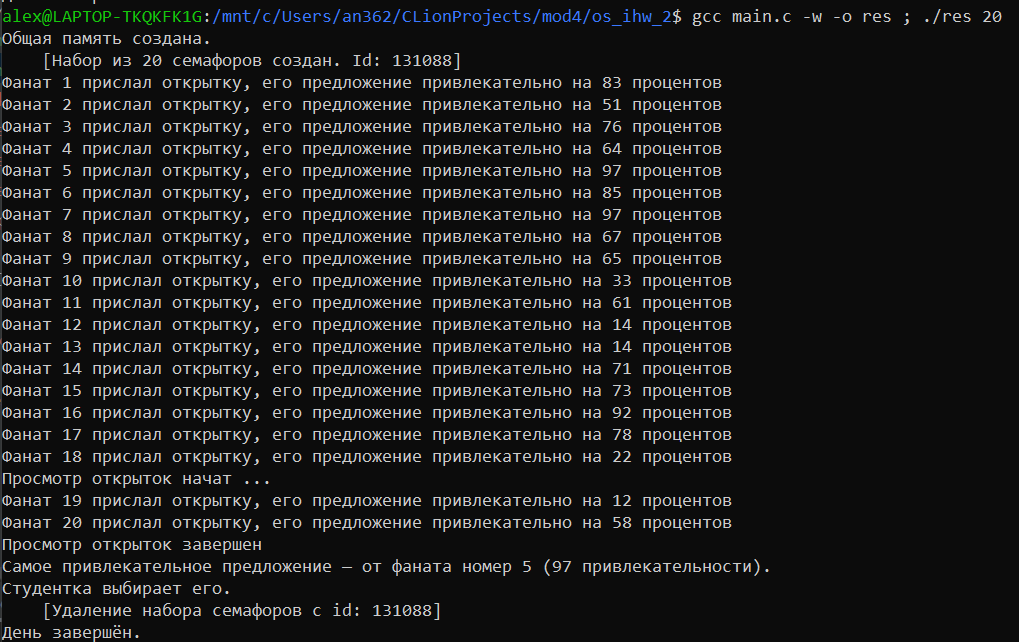 alex@LAPTOP-TKQKFK1G:/mnt/c/Users/an362/CLionProjects/mod4/os_ihw_2$ gcc main.c -w -o res ; ./res 20
Общая память создана.
[Набор из 20 семафоров создан. Id: 131088]
Фанат 1 прислал открытку, его предложение привлекательно на 83 процентов
Фанат 2 прислал открытку, его предложение привлекательно на 51 процентов
Фанат 3 прислал открытку, его предложение привлекательно на 76 процентов
Фанат 4 прислал открытку, его предложение привлекательно на 64 процентов
Фанат 5 прислал открытку, его предложение привлекательно на 97 процентов
Фанат 6 прислал открытку, его предложение привлекательно на 85 процентов
Фанат 7 прислал открытку, его предложение привлекательно на 97 процентов
Фанат 8 прислал открытку, его предложение привлекательно на 67 процентов
Фанат 9 прислал открытку, его предложение привлекательно на 65 процентов
Фанат 10 прислал открытку, его предложение привлекательно на 33 процентов
Фанат 11 прислал открытку, его предложение привлекательно на 61 процентов
Фанат 12 прислал открытку, его предложение привлекательно на 14 процентов
Фанат 13 прислал открытку, его предложение привлекательно на 14 процентов
Фанат 14 прислал открытку, его предложение привлекательно на 71 процентов
Фанат 15 прислал открытку, его предложение привлекательно на 73 процентов
Фанат 16 прислал открытку, его предложение привлекательно на 92 процентов
Фанат 17 прислал открытку, его предложение привлекательно на 78 процентов
Фанат 18 прислал открытку, его предложение привлекательно на 22 процентов
Просмотр открыток начат ...
Фанат 19 прислал открытку, его предложение привлекательно на 12 процентов
Фанат 20 прислал открытку, его предложение привлекательно на 58 процентов
Просмотр открыток завершен
Самое привлекательное предложение — от фаната номер 5 (97 привлекательности).
Студентка выбирает его.
[Удаление набора семафоров с id: 131088]
День завершён.